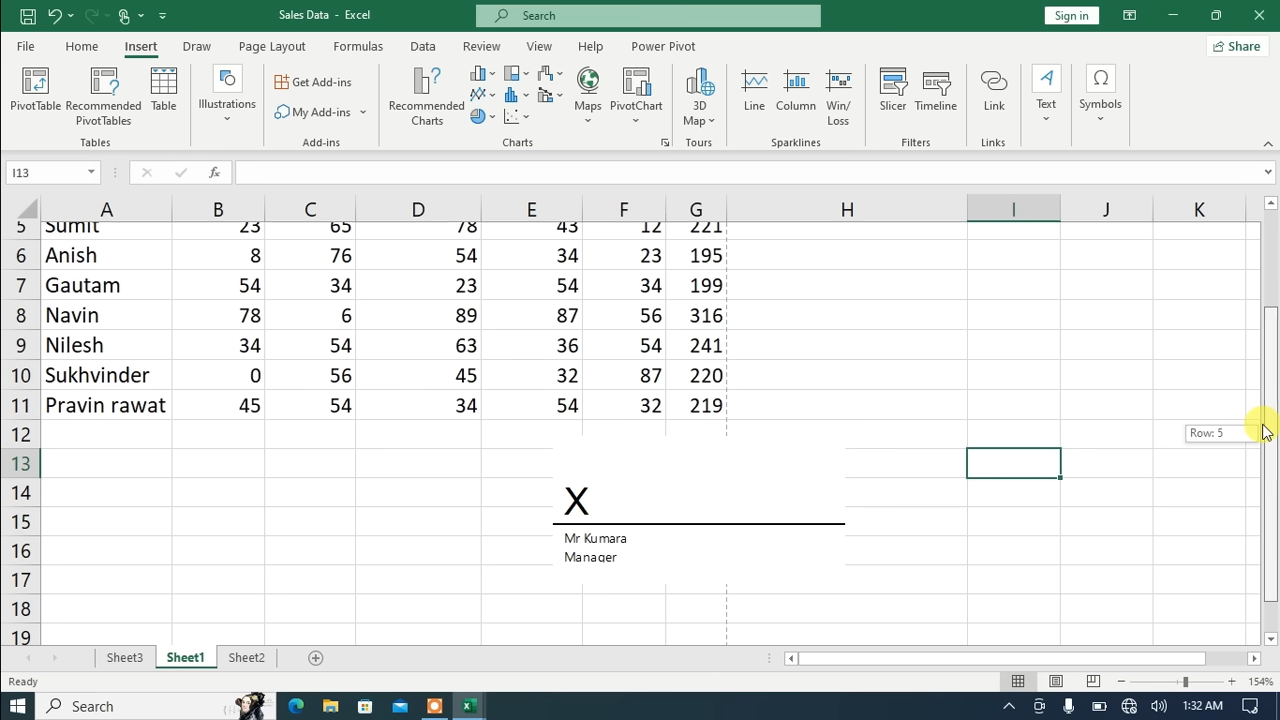 Sales Data - Excel
Search
Sign in
File Home Insert Draw Page Layout Formulas Data Review View Help Power Pivot Share
PivotTable Recommended PivotTables Table Illustrations Get Add-ins My Add-ins Recommended Charts Maps PivotChart 3D Map Line Column Win/Loss Slicer Timeline Link Text Symbols
Tables Add-ins Charts Tours Sparklines Filters Links
I13 fx
A B C D E F G H I J K
5 Sumit 23 65 78 43 12 221
6 Anish 8 76 54 34 23 195
7 Gautam 54 34 23 54 34 199
8 Navin 78 6 89 87 56 316
9 Nilesh 34 54 63 36 54 241
10 Sukhvinder 0 56 45 32 87 220
11 Pravin rawat 45 54 34 54 32 219
12 Row: 5
13
14 X
15
16 Mr Kumara
Manager
17
18
19
Sheet3 Sheet1 Sheet2
Ready 154%
Search 1:32 AM